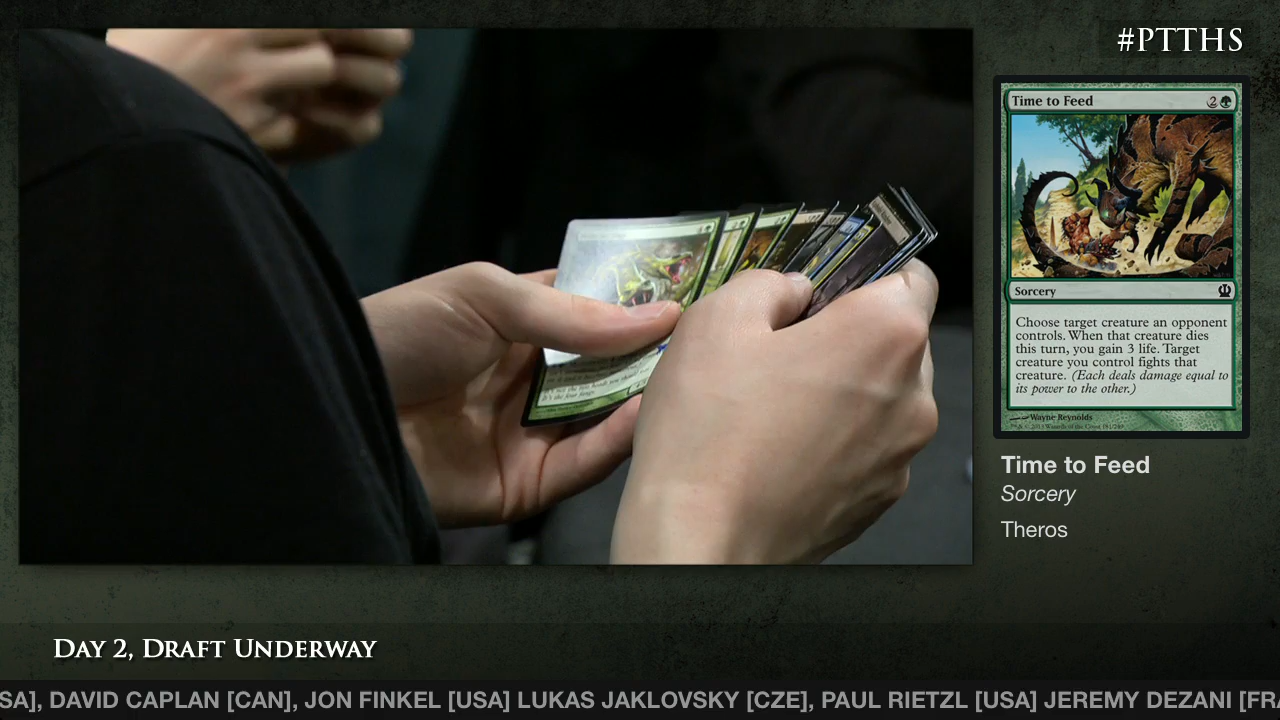 #PTTHS
Time to Feed 2
Sorcery
Choose target creature an opponent
controls. When that creature dies
this turn, you gain 3 life. Target
creature you control fights that
creature. (Each deals damage equal to
its power to the other.)
Wayne Reynolds
Time to Feed
Sorcery
Theros
Day 2, Draft Underway
SA], DAVID CAPLAN [CAN], JON FINKEL [USA] LUKAS JAKLOVSKY [CZE], PAUL RIETZL [USA] JEREMY DEZANI [FRA